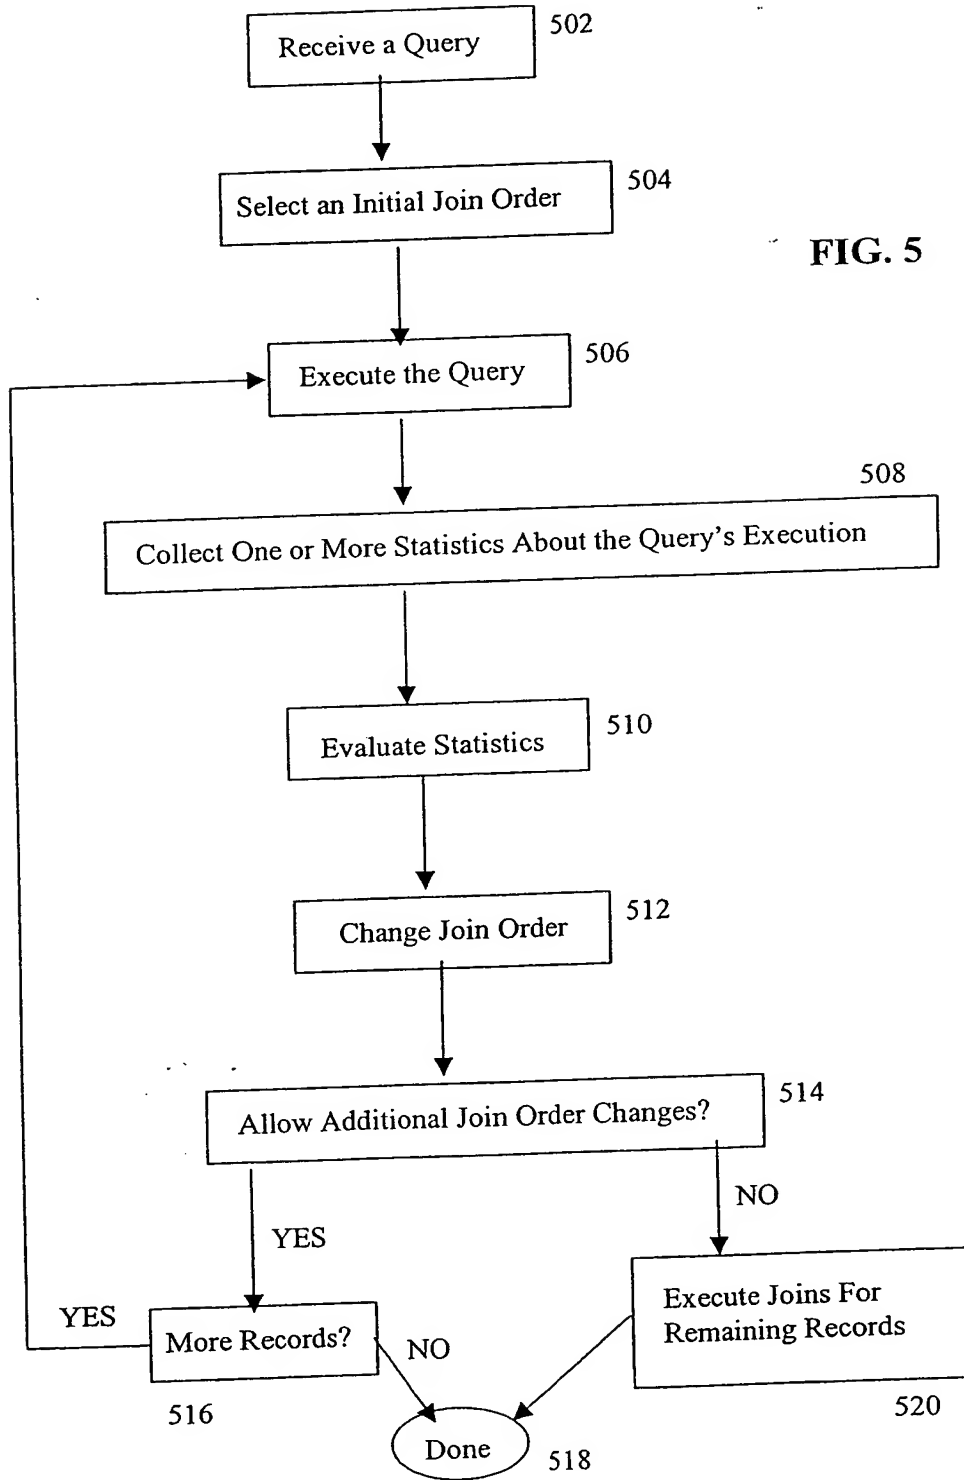 Receive a Query
502
Select an Initial Join Order
504
FIG. 5
Execute the Query
506
508
Collect One or More Statistics About the Query's Execution
Evaluate Statistics
510
Change Join Order
512
Allow Additional Join Order Changes?
514
YES
NO
YES
More Records?
NO
Execute Joins For
Remaining Records
516
520
Done
518